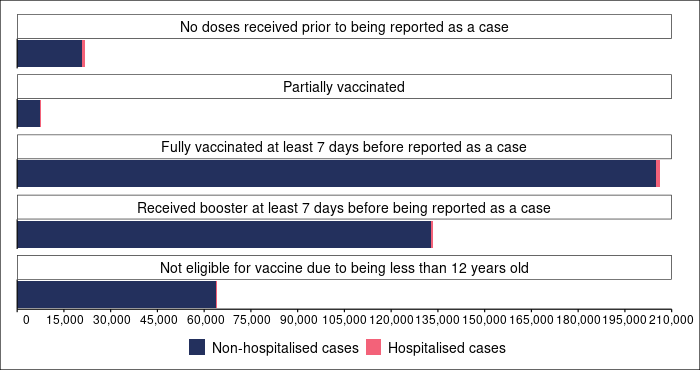 No doses received prior to being reported as a case
Partially vaccinated
Fully vaccinated at least 7 days before reported as a case
Received booster at least 7 days before being reported as a case
Not eligible for vaccine due to being less than 12 years old
0 15,000 30,000 45,000 60,000 75,000 90,000 105,000 120,000 135,000 150,000 165,000 180,000 195,000 210,000
Non-hospitalised cases Hospitalised cases